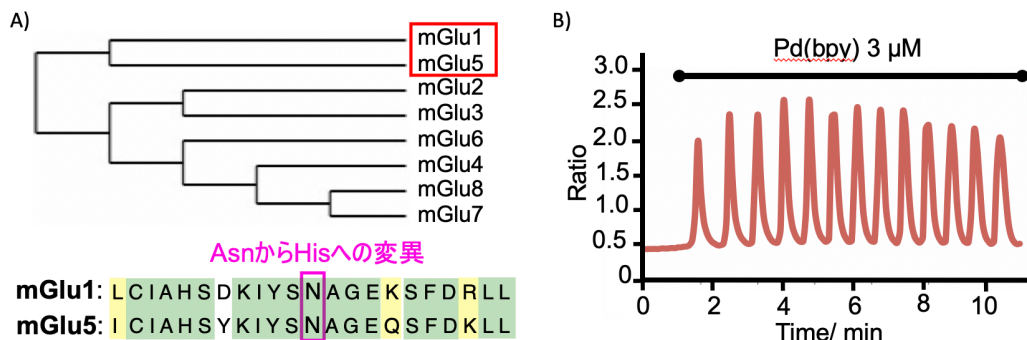 A)
mGlu1
mGlu5
mGlu2
mGlu3
mGlu6
mGlu4
mGlu8
mGlu7
AsnからHisへの変異
mGlu1: LCIAHSDKIYSNAGEKSFDRLL
mGlu5: ICIAHSYKIYSNAGEQSFDKLL
B)
Pd(bpy) 3 μM
3.0
2.5
2.0
1.5
1.0
0.5
0
Ratio
0 2 4 6 8 10
Time/ min